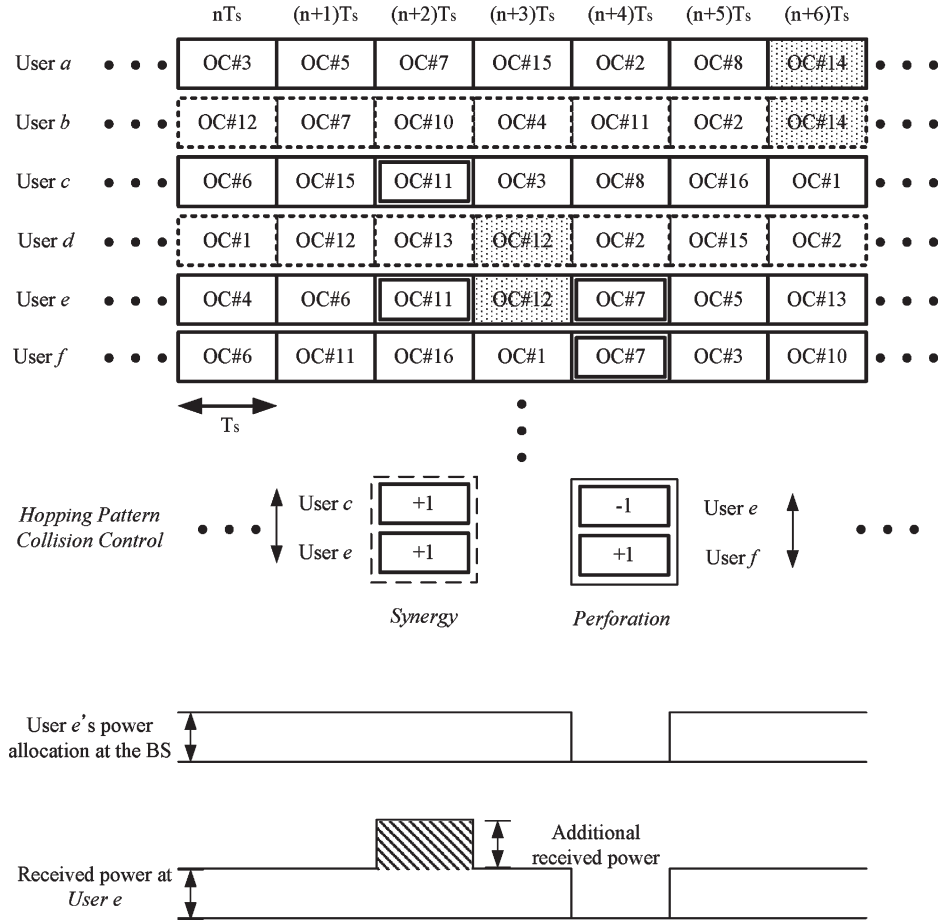 nTs (n+1)Ts (n+2)Ts (n+3)Ts (n+4)Ts (n+5)Ts (n+6)Ts
User a OC#3 OC#5 OC#7 OC#15 OC#2 OC#8 OC#14
User b OC#12 OC#7 OC#10 OC#4 OC#11 OC#2 OC#14
User c OC#6 OC#15 OC#11 OC#3 OC#8 OC#16 OC#1
User d OC#1 OC#12 OC#13 OC#12 OC#2 OC#15 OC#2
User e OC#4 OC#6 OC#11 OC#12 OC#7 OC#5 OC#13
User f OC#6 OC#11 OC#16 OC#1 OC#7 OC#3 OC#10
Ts
Hopping Pattern
Collision Control
User c +1
User e +1
Synergy
-1 User e
+1 User f
Perforation
User e's power
allocation at the BS
Additional
received power
Received power at
User e